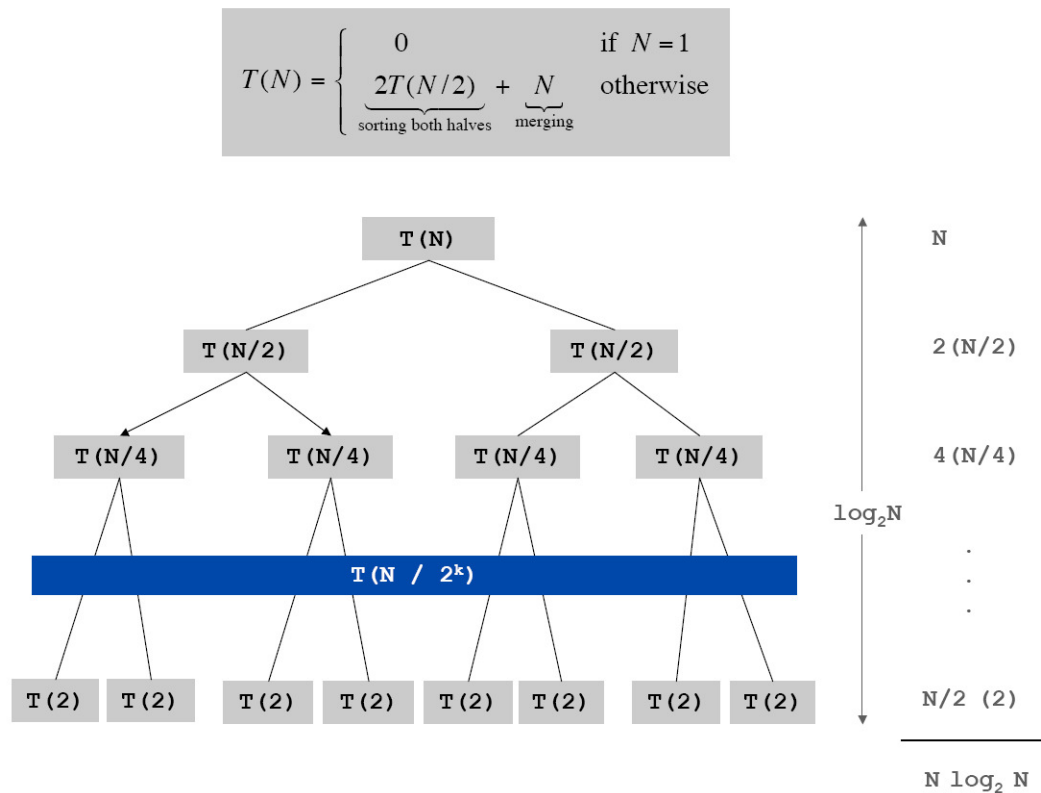 T(N) = { 0 if N = 1
2T(N/2) + N otherwise
sorting both halves merging
T(N) N
T(N/2) T(N/2) 2(N/2)
T(N/4) T(N/4) T(N/4) T(N/4) 4(N/4)
log₂N
.
.
.
T(N / 2ᵏ)
T(2) T(2) T(2) T(2) T(2) T(2) T(2) T(2) N/2 (2)
N log₂ N